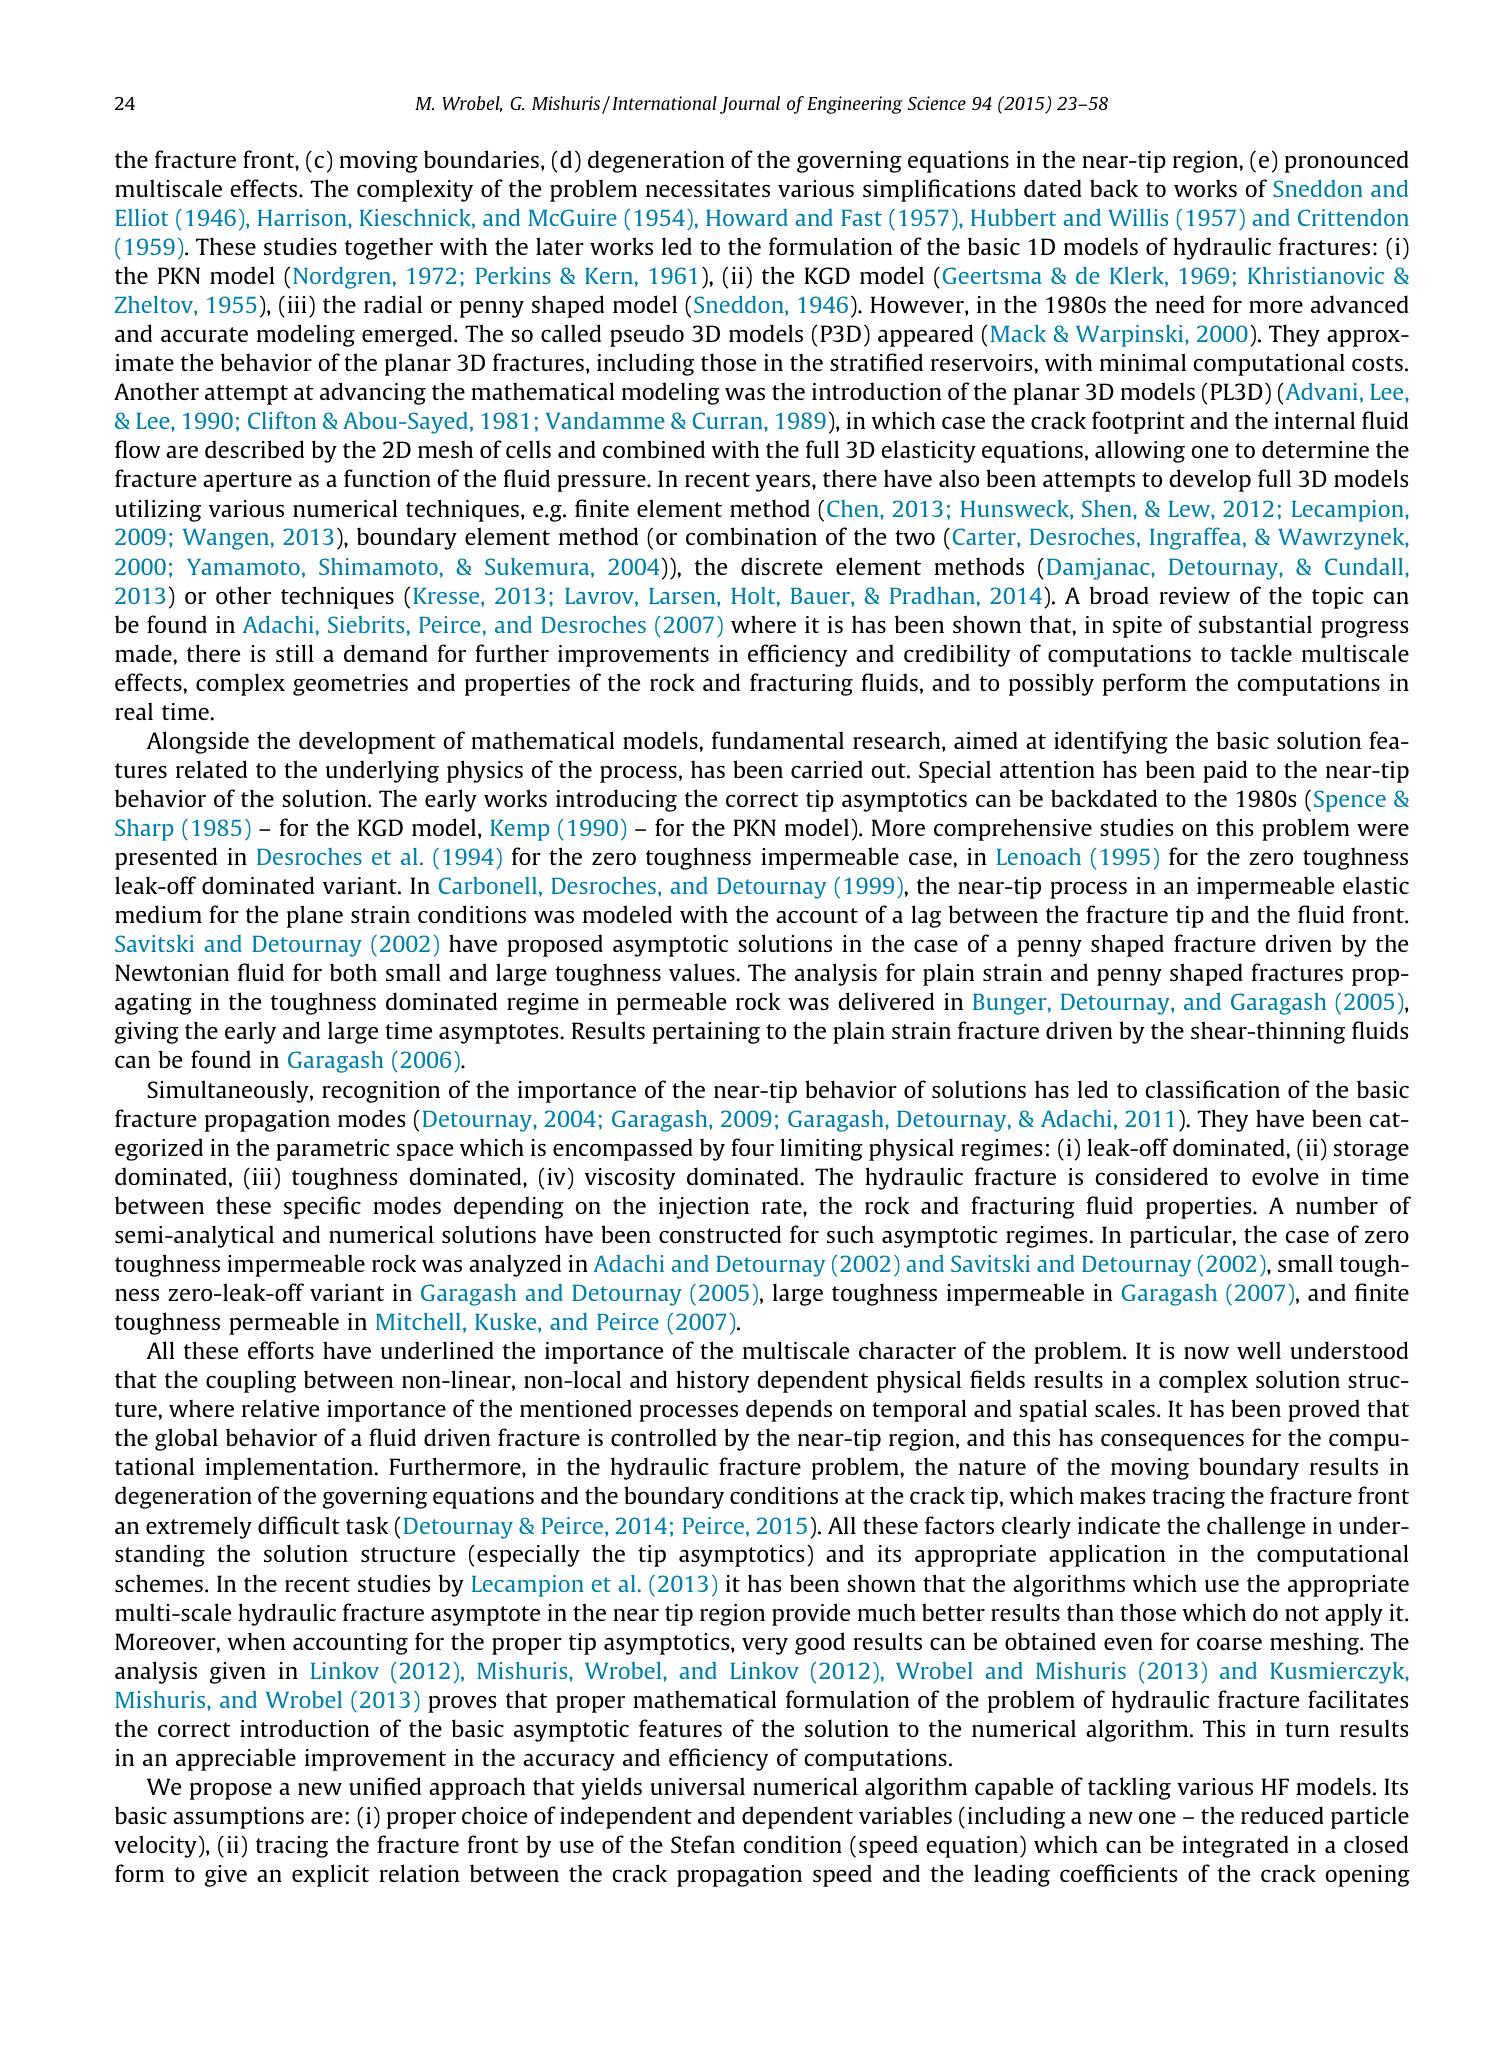 24
M. Wrobel, G. Mishuris / International Journal of Engineering Science 94 (2015) 23–58
the fracture front, (c) moving boundaries, (d) degeneration of the governing equations in the near-tip region, (e) pronounced
multiscale effects. The complexity of the problem necessitates various simplifications dated back to works of Sneddon and
Elliot (1946), Harrison, Kieschnick, and McGuire (1954), Howard and Fast (1957), Hubbert and Willis (1957) and Crittendon
(1959). These studies together with the later works led to the formulation of the basic 1D models of hydraulic fractures: (i)
the PKN model (Nordgren, 1972; Perkins & Kern, 1961), (ii) the KGD model (Geertsma & de Klerk, 1969; Khristianovic &
Zheltov, 1955), (iii) the radial or penny shaped model (Sneddon, 1946). However, in the 1980s the need for more advanced
and accurate modeling emerged. The so called pseudo 3D models (P3D) appeared (Mack & Warpinski, 2000). They approx-
imate the behavior of the planar 3D fractures, including those in the stratified reservoirs, with minimal computational costs.
Another attempt at advancing the mathematical modeling was the introduction of the planar 3D models (PL3D) (Advani, Lee,
& Lee, 1990; Clifton & Abou-Sayed, 1981; Vandamme & Curran, 1989), in which case the crack footprint and the internal fluid
flow are described by the 2D mesh of cells and combined with the full 3D elasticity equations, allowing one to determine the
fracture aperture as a function of the fluid pressure. In recent years, there have also been attempts to develop full 3D models
utilizing various numerical techniques, e.g. finite element method (Chen, 2013; Hunsweck, Shen, & Lew, 2012; Lecampion,
2009; Wangen, 2013), boundary element method (or combination of the two (Carter, Desroches, Ingraffea, & Wawrzynek,
2000; Yamamoto, Shimamoto, & Sukemura, 2004)), the discrete element methods (Damjanac, Detournay, & Cundall,
2013) or other techniques (Kresse, 2013; Lavrov, Larsen, Holt, Bauer, & Pradhan, 2014). A broad review of the topic can
be found in Adachi, Siebrits, Peirce, and Desroches (2007) where it is has been shown that, in spite of substantial progress
made, there is still a demand for further improvements in efficiency and credibility of computations to tackle multiscale
effects, complex geometries and properties of the rock and fracturing fluids, and to possibly perform the computations in
real time.
Alongside the development of mathematical models, fundamental research, aimed at identifying the basic solution fea-
tures related to the underlying physics of the process, has been carried out. Special attention has been paid to the near-tip
behavior of the solution. The early works introducing the correct tip asymptotics can be backdated to the 1980s (Spence &
Sharp (1985) – for the KGD model, Kemp (1990) – for the PKN model). More comprehensive studies on this problem were
presented in Desroches et al. (1994) for the zero toughness impermeable case, in Lenoach (1995) for the zero toughness
leak-off dominated variant. In Carbonell, Desroches, and Detournay (1999), the near-tip process in an impermeable elastic
medium for the plane strain conditions was modeled with the account of a lag between the fracture tip and the fluid front.
Savitski and Detournay (2002) have proposed asymptotic solutions in the case of a penny shaped fracture driven by the
Newtonian fluid for both small and large toughness values. The analysis for plain strain and penny shaped fractures prop-
agating in the toughness dominated regime in permeable rock was delivered in Bunger, Detournay, and Garagash (2005),
giving the early and large time asymptotes. Results pertaining to the plain strain fracture driven by the shear-thinning fluids
can be found in Garagash (2006).
Simultaneously, recognition of the importance of the near-tip behavior of solutions has led to classification of the basic
fracture propagation modes (Detournay, 2004; Garagash, 2009; Garagash, Detournay, & Adachi, 2011). They have been cat-
egorized in the parametric space which is encompassed by four limiting physical regimes: (i) leak-off dominated, (ii) storage
dominated, (iii) toughness dominated, (iv) viscosity dominated. The hydraulic fracture is considered to evolve in time
between these specific modes depending on the injection rate, the rock and fracturing fluid properties. A number of
semi-analytical and numerical solutions have been constructed for such asymptotic regimes. In particular, the case of zero
toughness impermeable rock was analyzed in Adachi and Detournay (2002) and Savitski and Detournay (2002), small tough-
ness zero-leak-off variant in Garagash and Detournay (2005), large toughness impermeable in Garagash (2007), and finite
toughness permeable in Mitchell, Kuske, and Peirce (2007).
All these efforts have underlined the importance of the multiscale character of the problem. It is now well understood
that the coupling between non-linear, non-local and history dependent physical fields results in a complex solution struc-
ture, where relative importance of the mentioned processes depends on temporal and spatial scales. It has been proved that
the global behavior of a fluid driven fracture is controlled by the near-tip region, and this has consequences for the compu-
tational implementation. Furthermore, in the hydraulic fracture problem, the nature of the moving boundary results in
degeneration of the governing equations and the boundary conditions at the crack tip, which makes tracing the fracture front
an extremely difficult task (Detournay & Peirce, 2014; Peirce, 2015). All these factors clearly indicate the challenge in under-
standing the solution structure (especially the tip asymptotics) and its appropriate application in the computational
schemes. In the recent studies by Lecampion et al. (2013) it has been shown that the algorithms which use the appropriate
multi-scale hydraulic fracture asymptote in the near tip region provide much better results than those which do not apply it.
Moreover, when accounting for the proper tip asymptotics, very good results can be obtained even for coarse meshing. The
analysis given in Linkov (2012), Mishuris, Wrobel, and Linkov (2012), Wrobel and Mishuris (2013) and Kusmierczyk,
Mishuris, and Wrobel (2013) proves that proper mathematical formulation of the problem of hydraulic fracture facilitates
the correct introduction of the basic asymptotic features of the solution to the numerical algorithm. This in turn results
in an appreciable improvement in the accuracy and efficiency of computations.
We propose a new unified approach that yields universal numerical algorithm capable of tackling various HF models. Its
basic assumptions are: (i) proper choice of independent and dependent variables (including a new one – the reduced particle
velocity), (ii) tracing the fracture front by use of the Stefan condition (speed equation) which can be integrated in a closed
form to give an explicit relation between the crack propagation speed and the leading coefficients of the crack opening